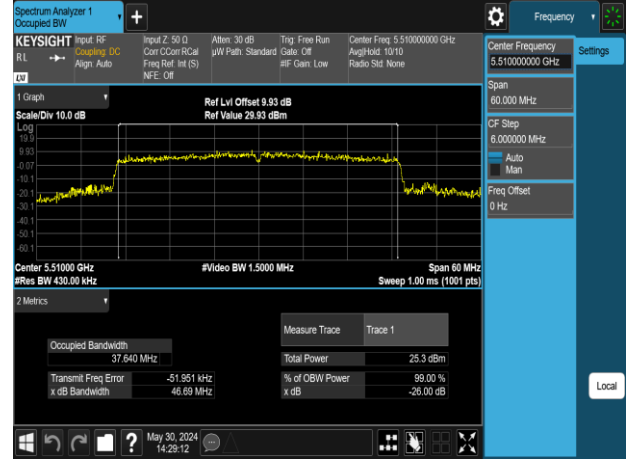 Spectrum Analyzer 1
Occupied BW
+
Frequency
KEYSIGHT
RL
LXI
Input: RF
Coupling: DC
Align: Auto
Input Z: 50 Ω
Corr CCorr RCal
Freq Ref: Int (S)
NFE: Off
Atten: 30 dB
µW Path: Standard
Trig: Free Run
Gate: Off
#IF Gain: Low
Center Freq: 5.510000000 GHz
Avg|Hold: 10/10
Radio Std: None
Center Frequency
5.510000000 GHz
Settings
Span
60.000 MHz
CF Step
6.000000 MHz
Auto
Man
Freq Offset
0 Hz
Local
1 Graph
Scale/Div 10.0 dB
Ref Lvl Offset 9.93 dB
Ref Value 29.93 dBm
Log
19.9
9.93
-0.07
-10.1
-20.1
-30.1
-40.1
-50.1
-60.1
Center 5.51000 GHz
#Video BW 1.5000 MHz
Span 60 MHz
#Res BW 430.00 kHz
Sweep 1.00 ms (1001 pts)
2 Metrics
Measure Trace Trace 1
Occupied Bandwidth
37.640 MHz
Total Power 25.3 dBm
Transmit Freq Error -51.951 kHz
% of OBW Power 99.00 %
x dB Bandwidth 46.69 MHz
x dB -26.00 dB
?
May 30, 2024
14:29:12